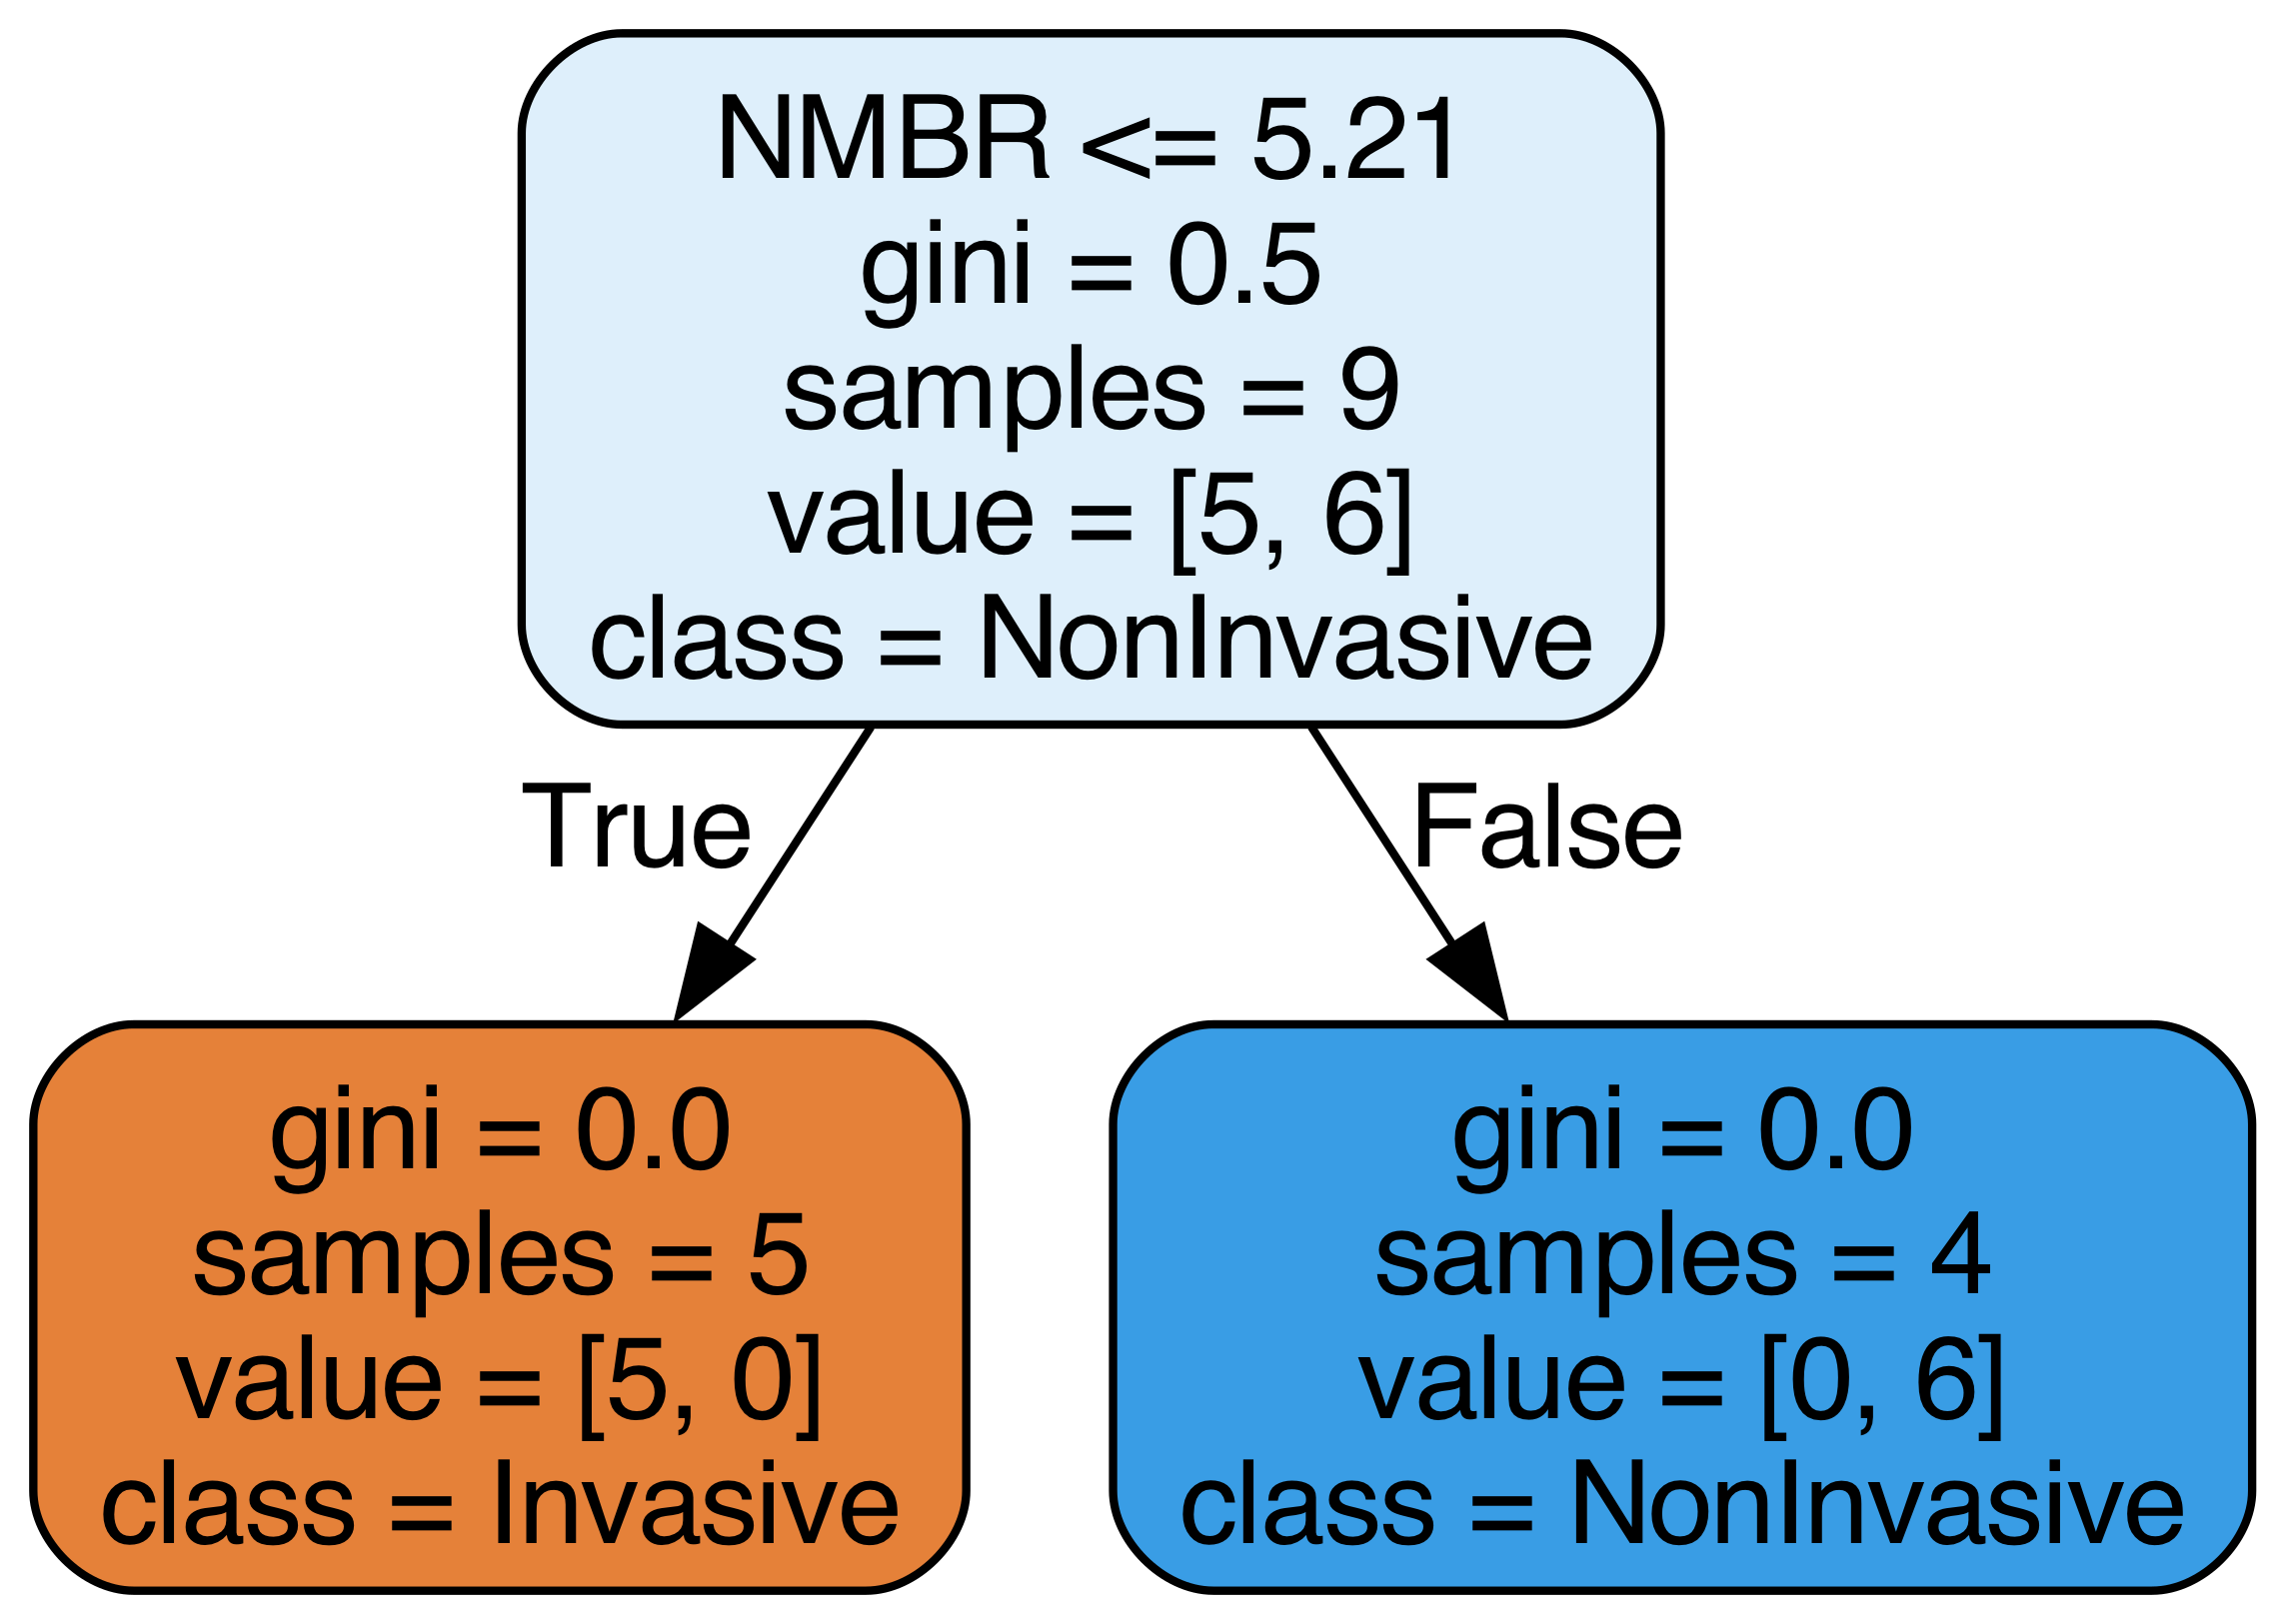 NMBR <= 5.21
gini = 0.5
samples = 9
value = [5, 6]
class = NonInvasive
True
False
gini = 0.0
samples = 5
value = [5, 0]
class = Invasive
gini = 0.0
samples = 4
value = [0, 6]
class = NonInvasive